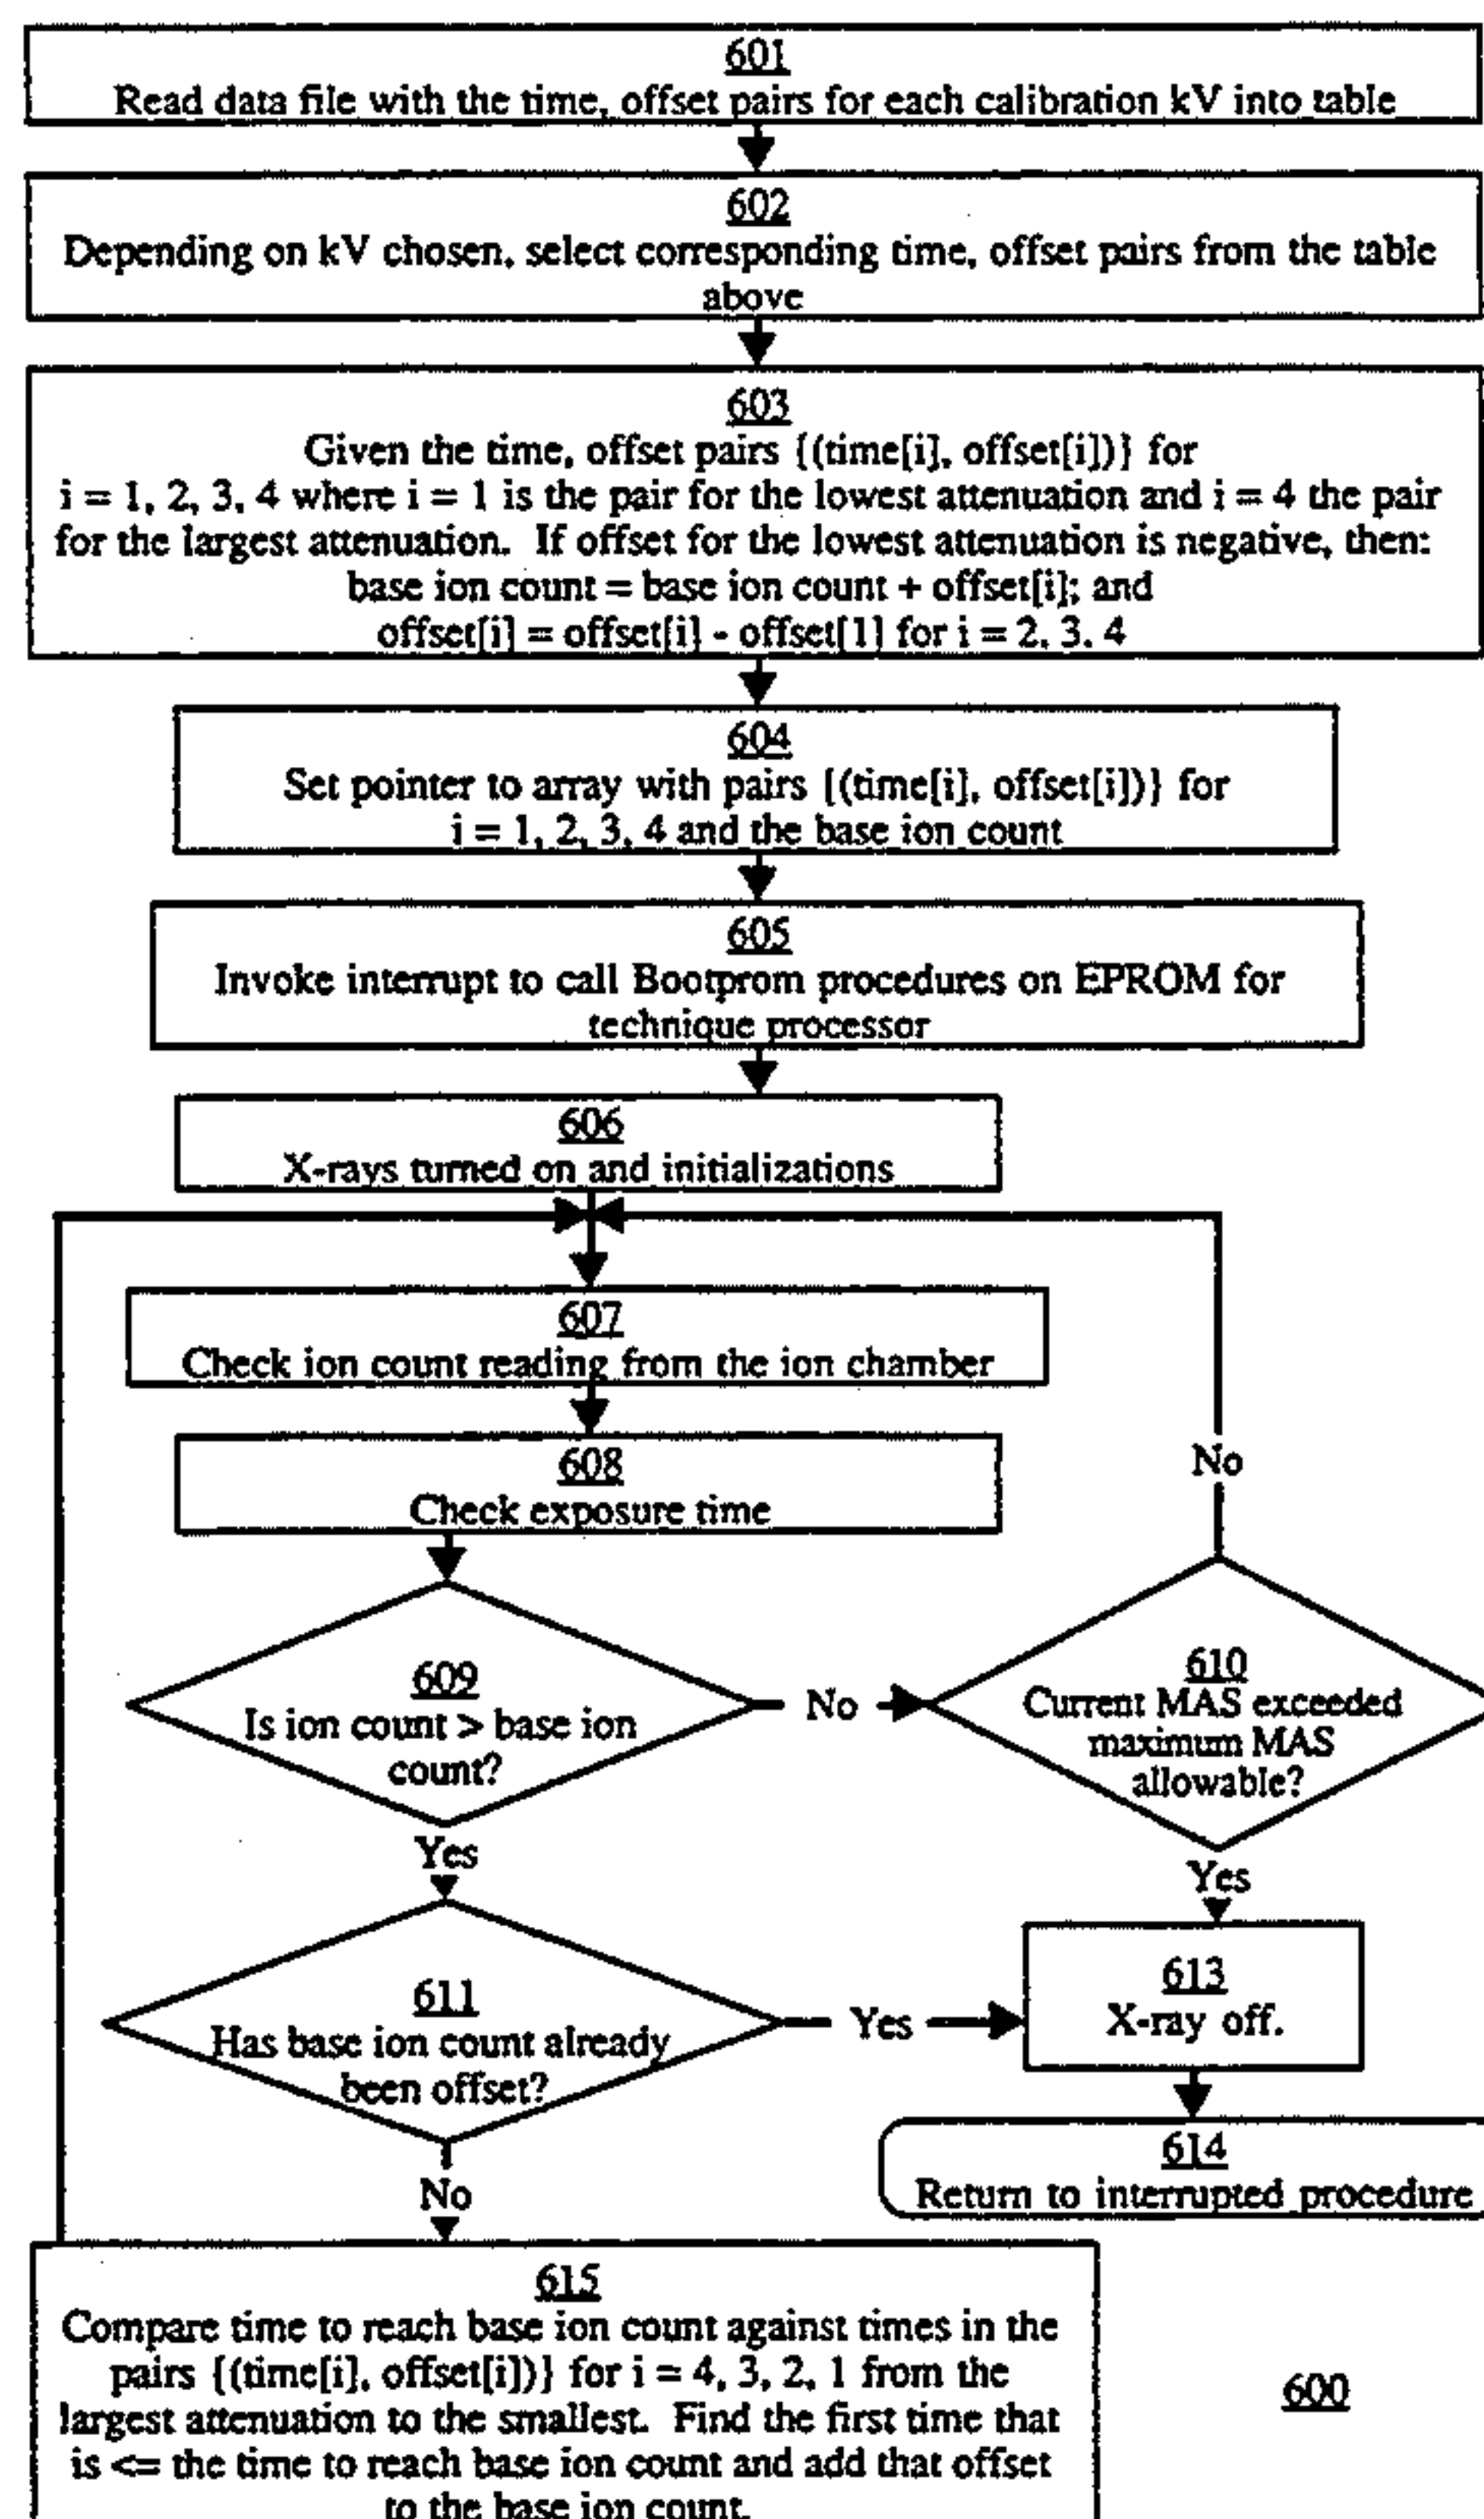 601
Read data file with the time, offset pairs for each calibration kV into table
602
Depending on kV chosen, select corresponding time, offset pairs from the table
above
603
Given the time, offset pairs {(time[i], offset[i])} for
i = 1, 2, 3, 4 where i = 1 is the pair for the lowest attenuation and i = 4 the pair
for the largest attenuation. If offset for the lowest attenuation is negative, then:
base ion count = base ion count + offset[i]; and
offset[i] = offset[i] - offset[1] for i = 2, 3, 4
604
Set pointer to array with pairs {(time[i], offset[i])} for
i = 1, 2, 3, 4 and the base ion count
605
Invoke interrupt to call Bootprom procedures on EPROM for
technique processor
606
X-rays turned on and initializations
607
Check ion count reading from the ion chamber
608
Check exposure time
609
Is ion count > base ion
count?
No
610
Current MAS exceeded
maximum MAS
allowable?
No
Yes
Yes
611
Has base ion count already
been offset?
Yes
613
X-ray off.
614
Return to interrupted procedure
No
615
Compare time to reach base ion count against times in the
pairs {(time[i], offset[i])} for i = 4, 3, 2, 1 from the
largest attenuation to the smallest. Find the first time that
is <= the time to reach base ion count and add that offset
to the base ion count.
600